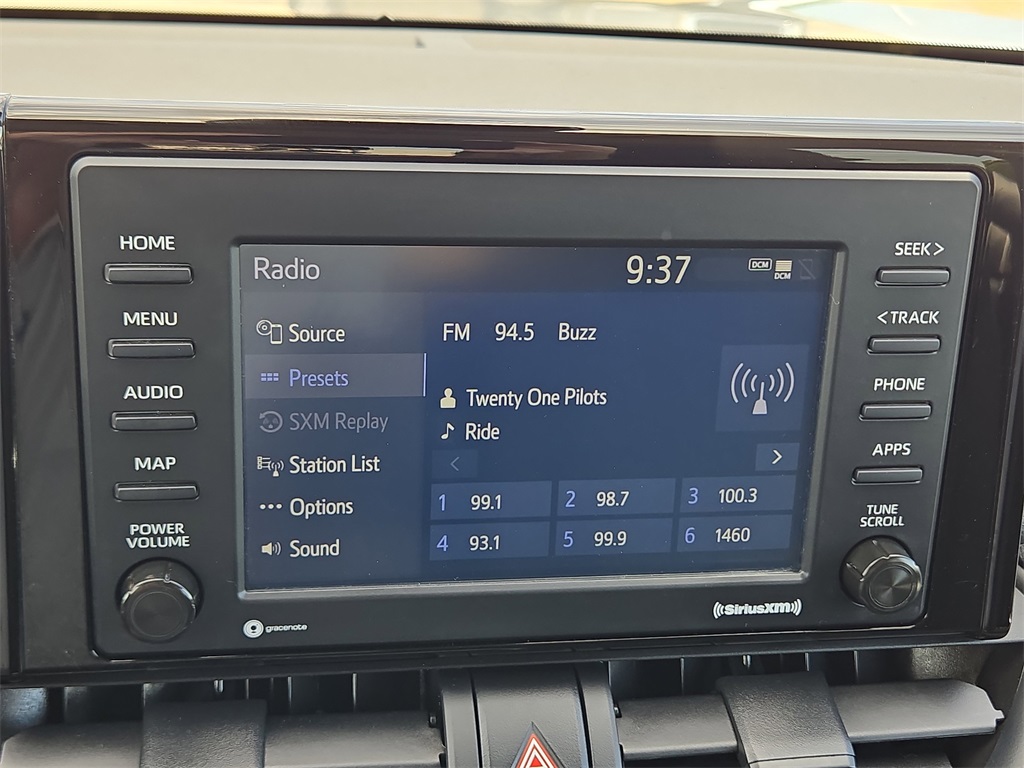 HOME
MENU
AUDIO
MAP
POWER
VOLUME
gracenote
Radio
9:37
DCM
DCM
Source
Presets
SXM Replay
Station List
Options
Sound
FM 94.5 Buzz
Twenty One Pilots
Ride
< >
1 99.1 2 98.7 3 100.3
4 93.1 5 99.9 6 1460
SEEK >
< TRACK
PHONE
APPS
TUNE
SCROLL
((SiriusXM))